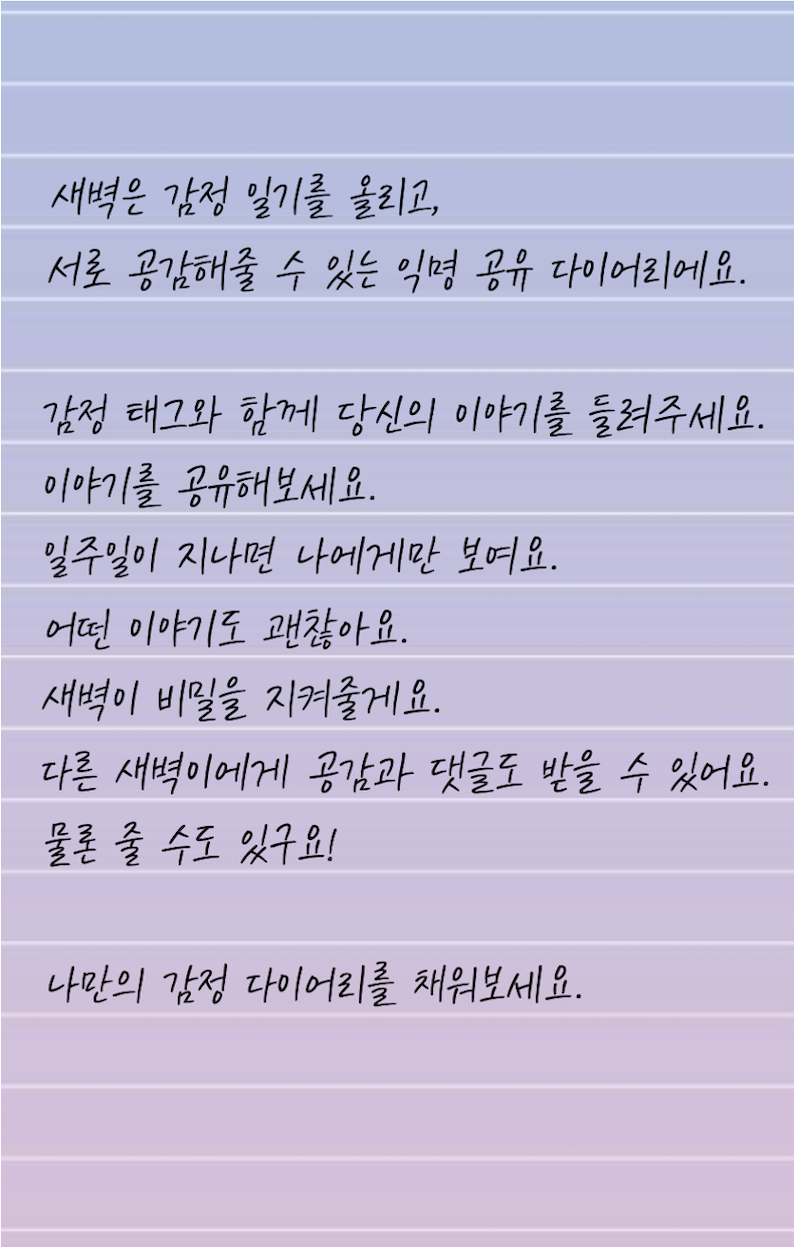 새벽은 감정 일기를 올리고,
서로 공감해줄 수 있는 익명 공유 다이어리에요.
감정 태그와 함께 당신의 이야기를 들려주세요.
이야기를 공유해보세요.
일주일이 지나면 나에게만 보여요.
어떤 이야기도 괜찮아요.
새벽이 비밀을 지켜줄게요.
다른 새벽이에게 공감과 댓글도 받을 수 있어요.
물론 줄 수도 있구요!
나만의 감정 다이어리를 채워보세요.